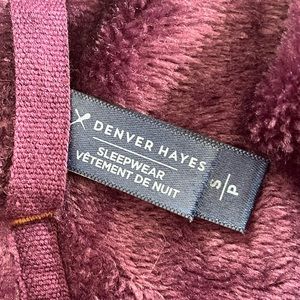 DENVER HAYES
SLEEPWEAR
VÊTEMENT DE NUIT
S/P